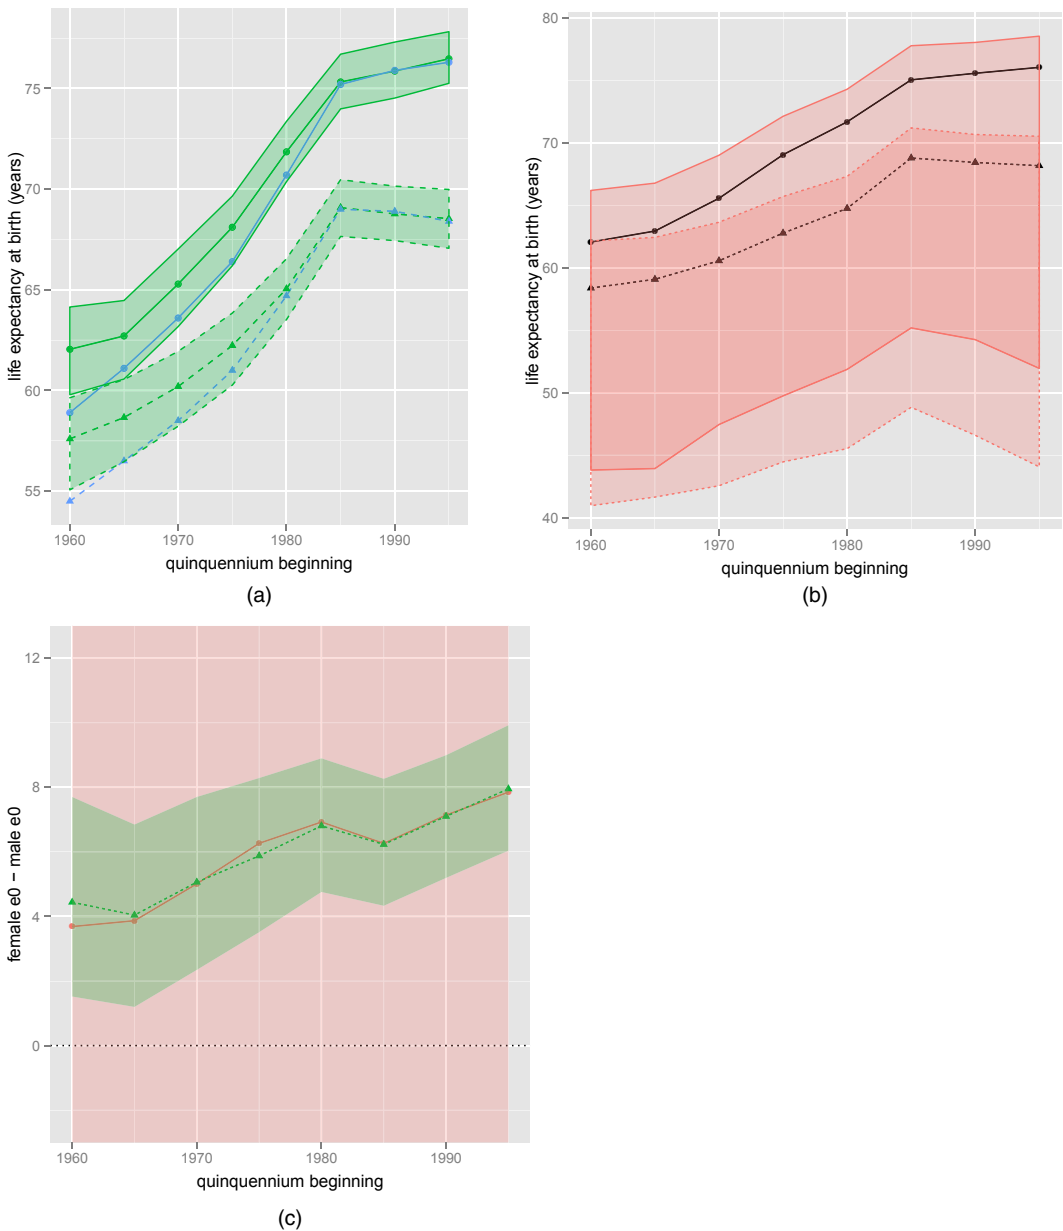 life expectancy at birth (years)
75
70
65
60
55
1960
1970
1980
1990
quinquennium beginning
(a)
life expectancy at birth (years)
80
70
60
50
40
1960
1970
1980
1990
quinquennium beginning
(b)
female e0 − male e0
12
8
4
0
1960
1970
1980
1990
quinquennium beginning
(c)